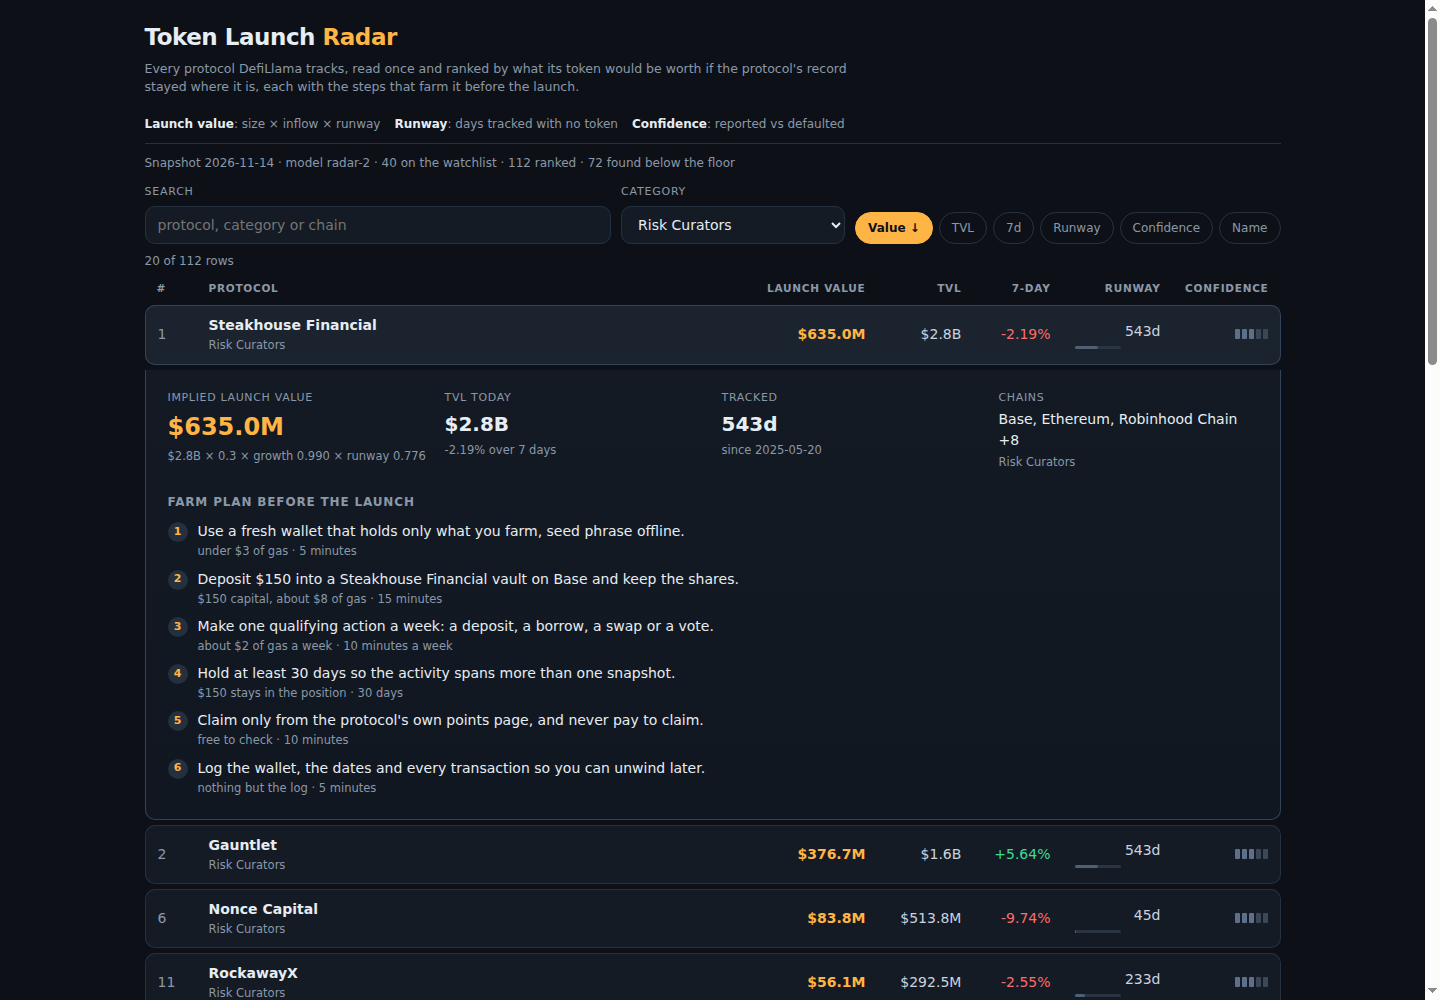 Token Launch Radar
Every protocol DefiLlama tracks, read once and ranked by what its token would be worth if the protocol's record
stayed where it is, each with the steps that farm it before the launch.
Launch value: size × inflow × runway Runway: days tracked with no token Confidence: reported vs defaulted
Snapshot 2026-11-14 · model radar-2 · 40 on the watchlist · 112 ranked · 72 found below the floor
SEARCH CATEGORY
protocol, category or chain Risk Curators Value ↓ TVL 7d Runway Confidence Name
20 of 112 rows
# PROTOCOL LAUNCH VALUE TVL 7-DAY RUNWAY CONFIDENCE
1 Steakhouse Financial $635.0M $2.8B -2.19% 543d
Risk Curators
IMPLIED LAUNCH VALUE TVL TODAY TRACKED CHAINS
$635.0M $2.8B 543d Base, Ethereum, Robinhood Chain
+8
$2.8B × 0.3 × growth 0.990 × runway 0.776 -2.19% over 7 days since 2025-05-20 Risk Curators
FARM PLAN BEFORE THE LAUNCH
1 Use a fresh wallet that holds only what you farm, seed phrase offline.
under $3 of gas · 5 minutes
2 Deposit $150 into a Steakhouse Financial vault on Base and keep the shares.
$150 capital, about $8 of gas · 15 minutes
3 Make one qualifying action a week: a deposit, a borrow, a swap or a vote.
about $2 of gas a week · 10 minutes a week
4 Hold at least 30 days so the activity spans more than one snapshot.
$150 stays in the position · 30 days
5 Claim only from the protocol's own points page, and never pay to claim.
free to check · 10 minutes
6 Log the wallet, the dates and every transaction so you can unwind later.
nothing but the log · 5 minutes
2 Gauntlet $376.7M $1.6B +5.64% 543d
Risk Curators
6 Nonce Capital $83.8M $513.8M -9.74% 45d
Risk Curators
11 RockawayX $56.1M $292.5M -2.55% 233d
Risk Curators